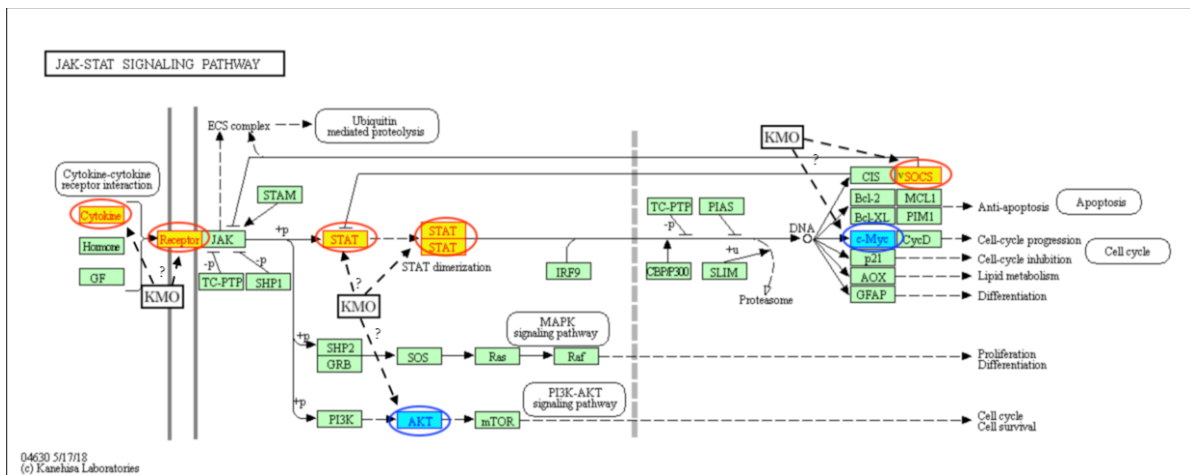 JAK-STAT SIGNALING PATHWAY
ECS complex
Ubiquitin
mediated proteolysis
KMO
?
Cytokine-cytokine
receptor interaction
CIS
SOCS
STAM
Bcl-2
MCL1
Anti-apoptosis
Apoptosis
Cytokine
TC-PTP
PIAS
Bcl-XL
PIM1
Receptor
JAK
+p
STAT
STAT
STAT
-p
DNA
c-Myc
CycD
Cell-cycle progression
Cell cycle
Hormone
STAT dimerization
+u
p21
Cell-cycle inhibition
-p
-p
IRF9
CBP/P300
SLIM
AOX
Lipid metabolism
GF
?
TC-PTP
SHP1
?
KMO
KMO
Proteasome
GFAP
Differentiation
?
MAPK
signaling pathway
+p
SHP2
GRB
SOS
Ras
Raf
Proliferation
Differentiation
PI3K-AKT
signaling pathway
+p
PI3K
AKT
mTOR
Cell cycle
Cell survival
04630 5/17/18
(c) Kanehisa Laboratories